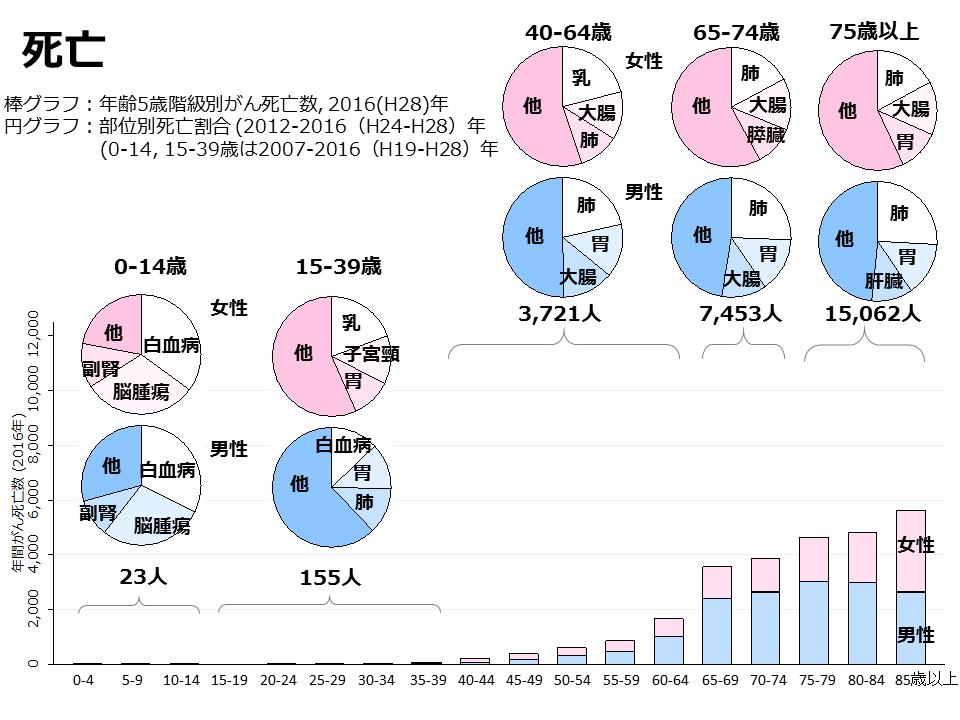 死亡
棒グラフ：年齢5歳階級別がん死亡数, 2016(H28)年
円グラフ：部位別死亡割合 (2012-2016（H24-H28）年
(0-14, 15-39歳は2007-2016（H19-H28）年
40-64歳
65-74歳
75歳以上
女性
乳
大腸
肺
他
肺
大腸
膵臓
他
肺
大腸
胃
他
男性
肺
胃
大腸
他
肺
胃
大腸
他
肺
胃
肝臓
他
3,721人
7,453人
15,062人
0-14歳
15-39歳
女性
白血病
脳腫瘍
副腎
他
乳
子宮頸
胃
他
男性
白血病
脳腫瘍
副腎
他
白血病
胃
肺
他
23人
155人
年間がん死亡数 (2016年)
12,000
10,000
8,000
6,000
4,000
2,000
0
女性
男性
0-4
5-9
10-14
15-19
20-24
25-29
30-34
35-39
40-44
45-49
50-54
55-59
60-64
65-69
70-74
75-79
80-84
85歳以上